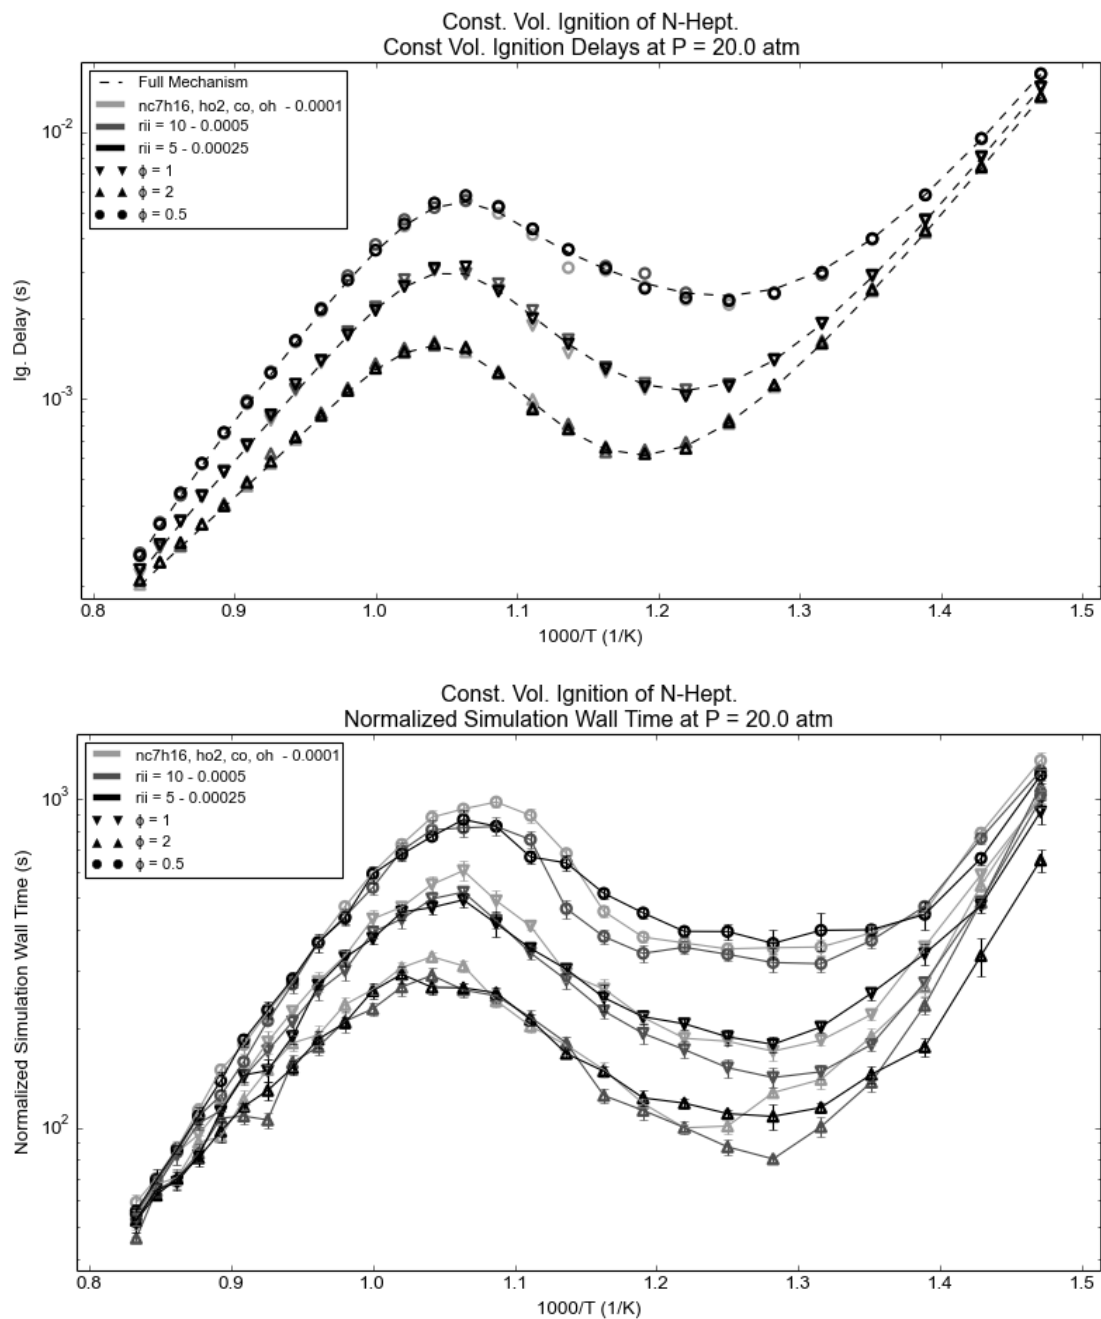 Const. Vol. Ignition of N-Hept.
Const Vol. Ignition Delays at P = 20.0 atm
Full Mechanism
nc7h16, ho2, co, oh - 0.0001
rii = 10 - 0.0005
rii = 5 - 0.00025
ϕ = 1
ϕ = 2
ϕ = 0.5
10-2
10-3
Ig. Delay (s)
0.8 0.9 1.0 1.1 1.2 1.3 1.4 1.5
1000/T (1/K)
Const. Vol. Ignition of N-Hept.
Normalized Simulation Wall Time at P = 20.0 atm
nc7h16, ho2, co, oh - 0.0001
rii = 10 - 0.0005
rii = 5 - 0.00025
ϕ = 1
ϕ = 2
ϕ = 0.5
103
102
Normalized Simulation Wall Time (s)
0.8 0.9 1.0 1.1 1.2 1.3 1.4 1.5
1000/T (1/K)